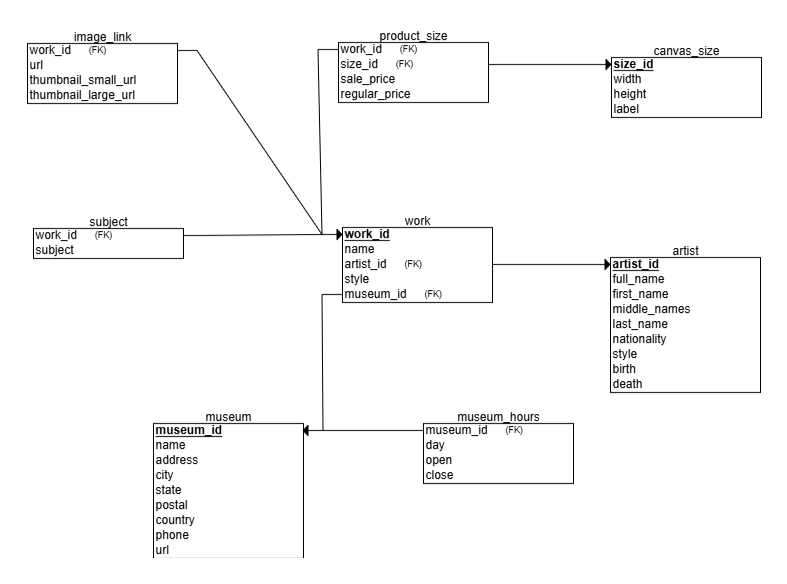 image_link
work_id (FK)
url
thumbnail_small_url
thumbnail_large_url
product_size
work_id (FK)
size_id (FK)
sale_price
regular_price
canvas_size
size_id
width
height
label
subject
work_id (FK)
subject
work
work_id
name
artist_id (FK)
style
museum_id (FK)
artist
artist_id
full_name
first_name
middle_names
last_name
nationality
style
birth
death
museum
museum_id
name
address
city
state
postal
country
phone
url
museum_hours
museum_id (FK)
day
open
close